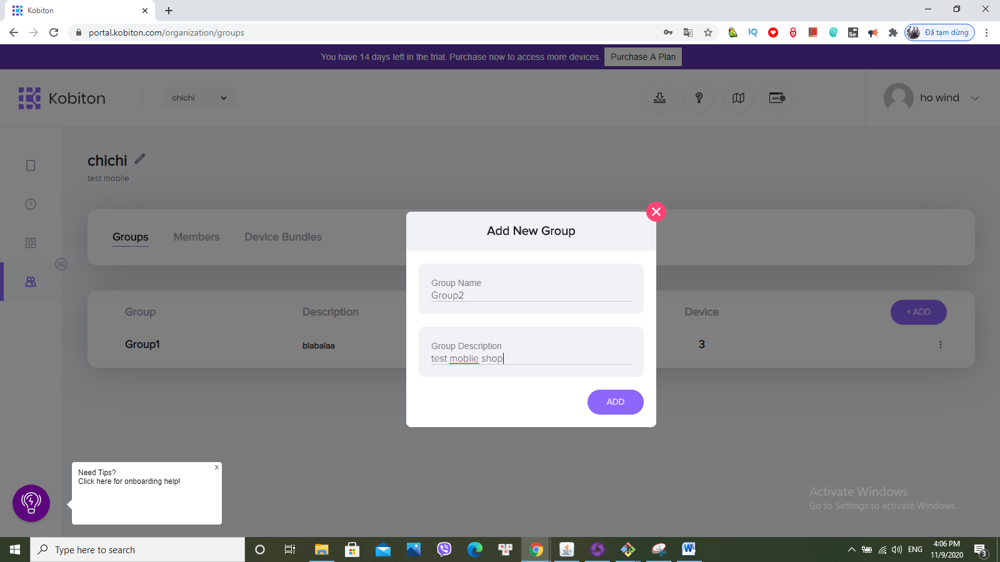 Kobiton
portal.kobiton.com/organization/groups
Đã tạm dừng
You have 14 days left in the trial. Purchase now to access more devices.
Purchase A Plan
Kobiton
chichi
API
ho wind
chichi
test mobile
Groups
Members
Device Bundles
Add New Group
Group Name
Group2
Group Description
test moblie shop
ADD
Group
Description
Device
+ ADD
Group1
blabalaa
3
Need Tips?
x
Click here for onboarding help!
Activate Windows
Go to Settings to activate Windows.
Type here to search
ENG
4:06 PM
11/9/2020
3